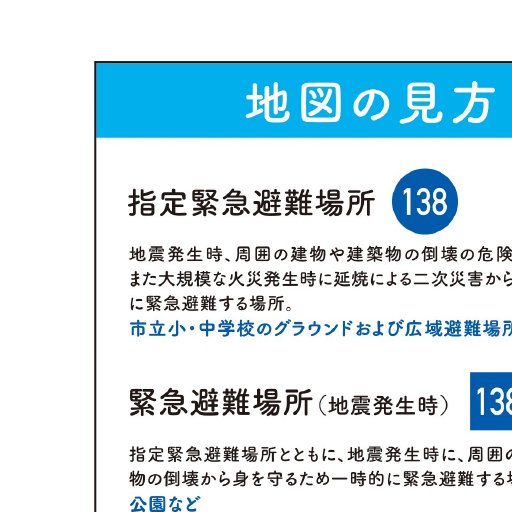 地図の見方
指定緊急避難場所 138
地震発生時、周囲の建物や建築物の倒壊の危険
また大規模な火災発生時に延焼による二次災害から
に緊急避難する場所。
市立小・中学校のグラウンドおよび広域避難場所
緊急避難場所（地震発生時） 138
指定緊急避難場所とともに、地震発生時に、周囲の
物の倒壊から身を守るため一時的に緊急避難する場
公園など